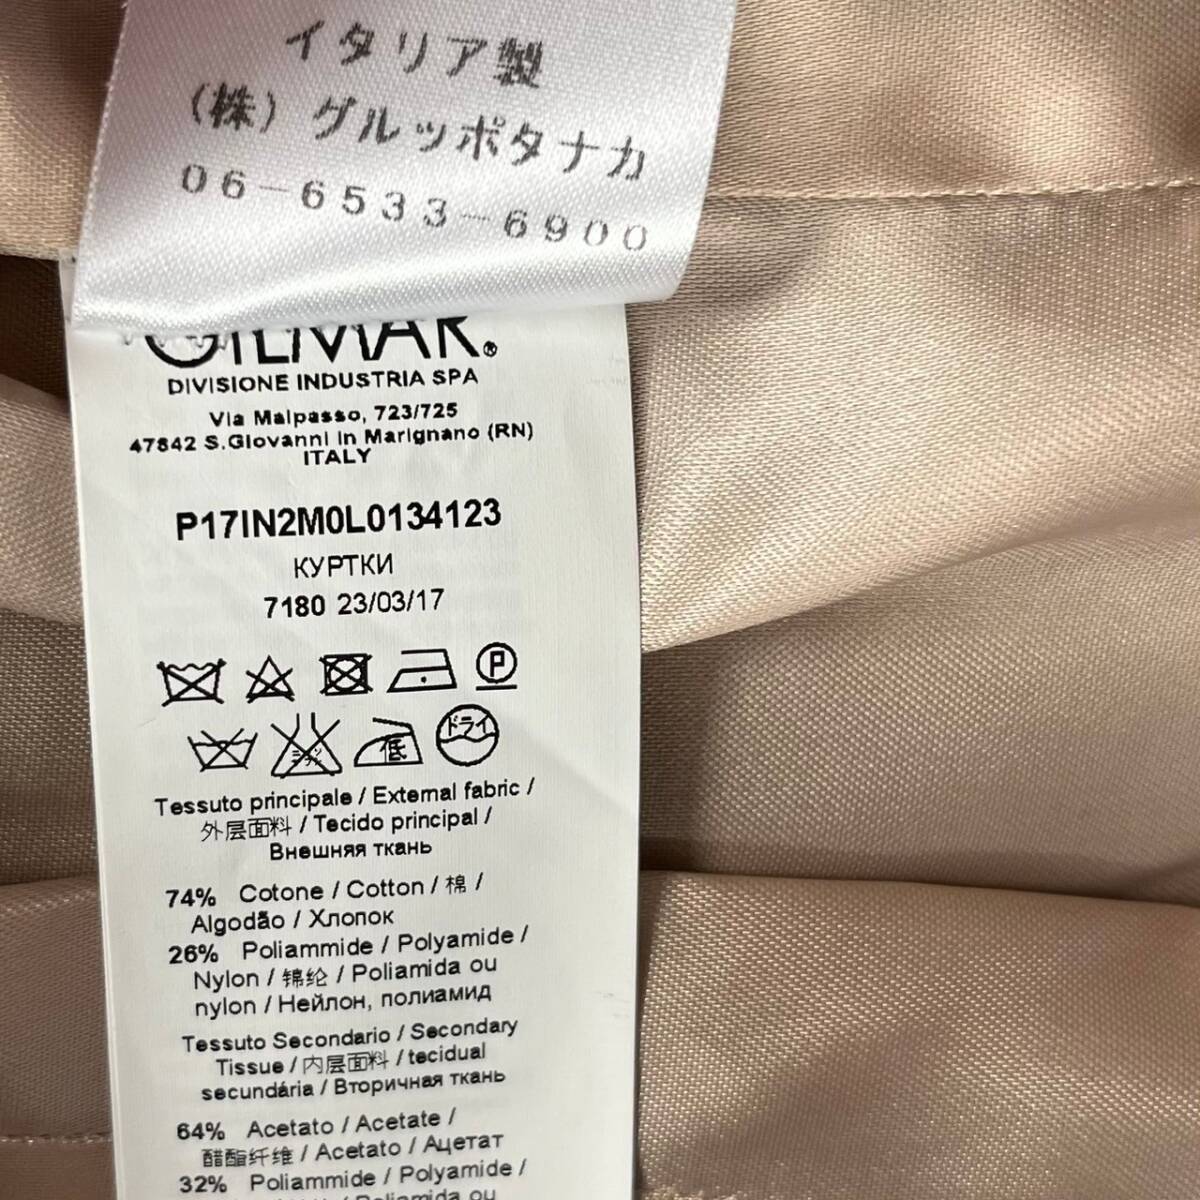 イタリア製
(株) グルッポタナカ
06-6533-6900
GILMAR®
DIVISIONE INDUSTRIA SPA
Via Malpasso, 723/725
47842 S.Giovanni in Marignano (RN)
ITALY
P17IN2M0L0134123
КУРТКИ
7180 23/03/17
P
ドライ
低
Tessuto principale / External fabric /
外层面料 / Tecido principal /
Внешняя ткань
74% Cotone / Cotton / 棉 /
Algodão / Хлопок
26% Poliammide / Polyamide /
Nylon / 锦纶 / Poliamida ou
nylon / Нейлон, полиамид
Tessuto Secondario / Secondary
Tissue / 内层面料 / tecidual
secundária / Вторичная ткань
64% Acetato / Acetate /
醋酯纤维 / Acetato / Ацетат
32% Poliammide / Polyamide /
Poliamida ou